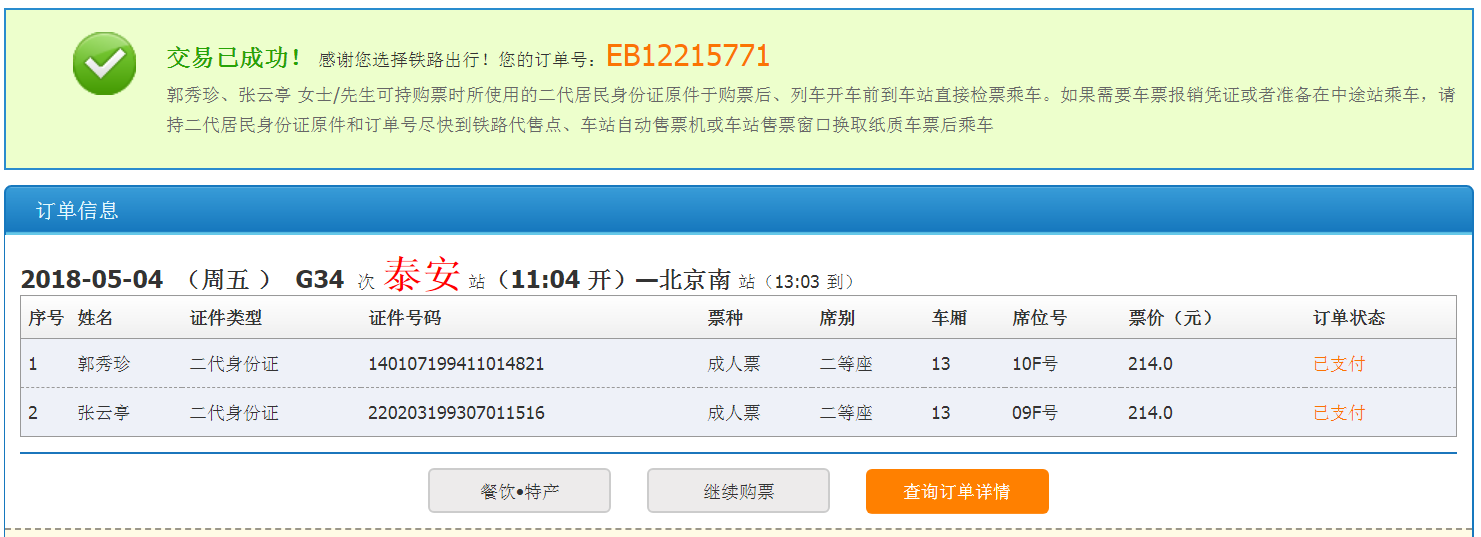 交易已成功！ 感谢您选择铁路出行！您的订单号：EB12215771
郭秀珍、张云亭 女士/先生可持购票时所使用的二代居民身份证原件于购票后、列车开车前到车站直接检票乘车。如果需要车票报销凭证或者准备在中途站乘车，请
持二代居民身份证原件和订单号尽快到铁路代售点、车站自动售票机或车站售票窗口换取纸质车票后乘车
订单信息
2018-05-04 （周五 ） G34 次 泰安 站（11:04 开）—北京南 站（13:03 到）
序号 姓名 证件类型 证件号码 票种 席别 车厢 席位号 票价（元） 订单状态
1 郭秀珍 二代身份证 140107199411014821 成人票 二等座 13 10F号 214.0 已支付
2 张云亭 二代身份证 220203199307011516 成人票 二等座 13 09F号 214.0 已支付
餐饮•特产 继续购票 查询订单详情